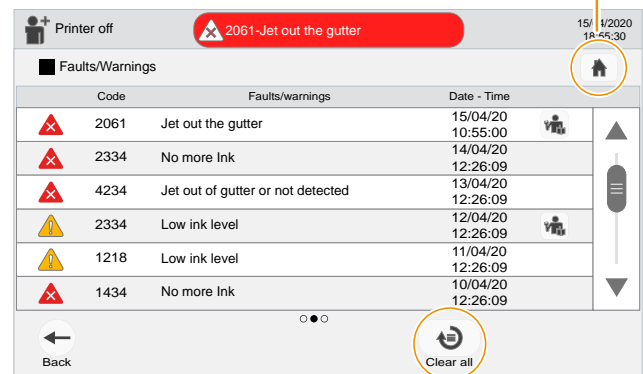 Printer off 2061-Jet out the gutter 15/04/2020
18:55:30
Faults/Warnings
Code Faults/warnings Date - Time
2061 Jet out the gutter 15/04/20
10:55:00
2334 No more Ink 14/04/20
12:26:09
4234 Jet out of gutter or not detected 13/04/20
12:26:09
2334 Low ink level 12/04/20
12:26:09
1218 Low ink level 11/04/20
12:26:09
1434 No more Ink 10/04/20
12:26:09
Back Clear all